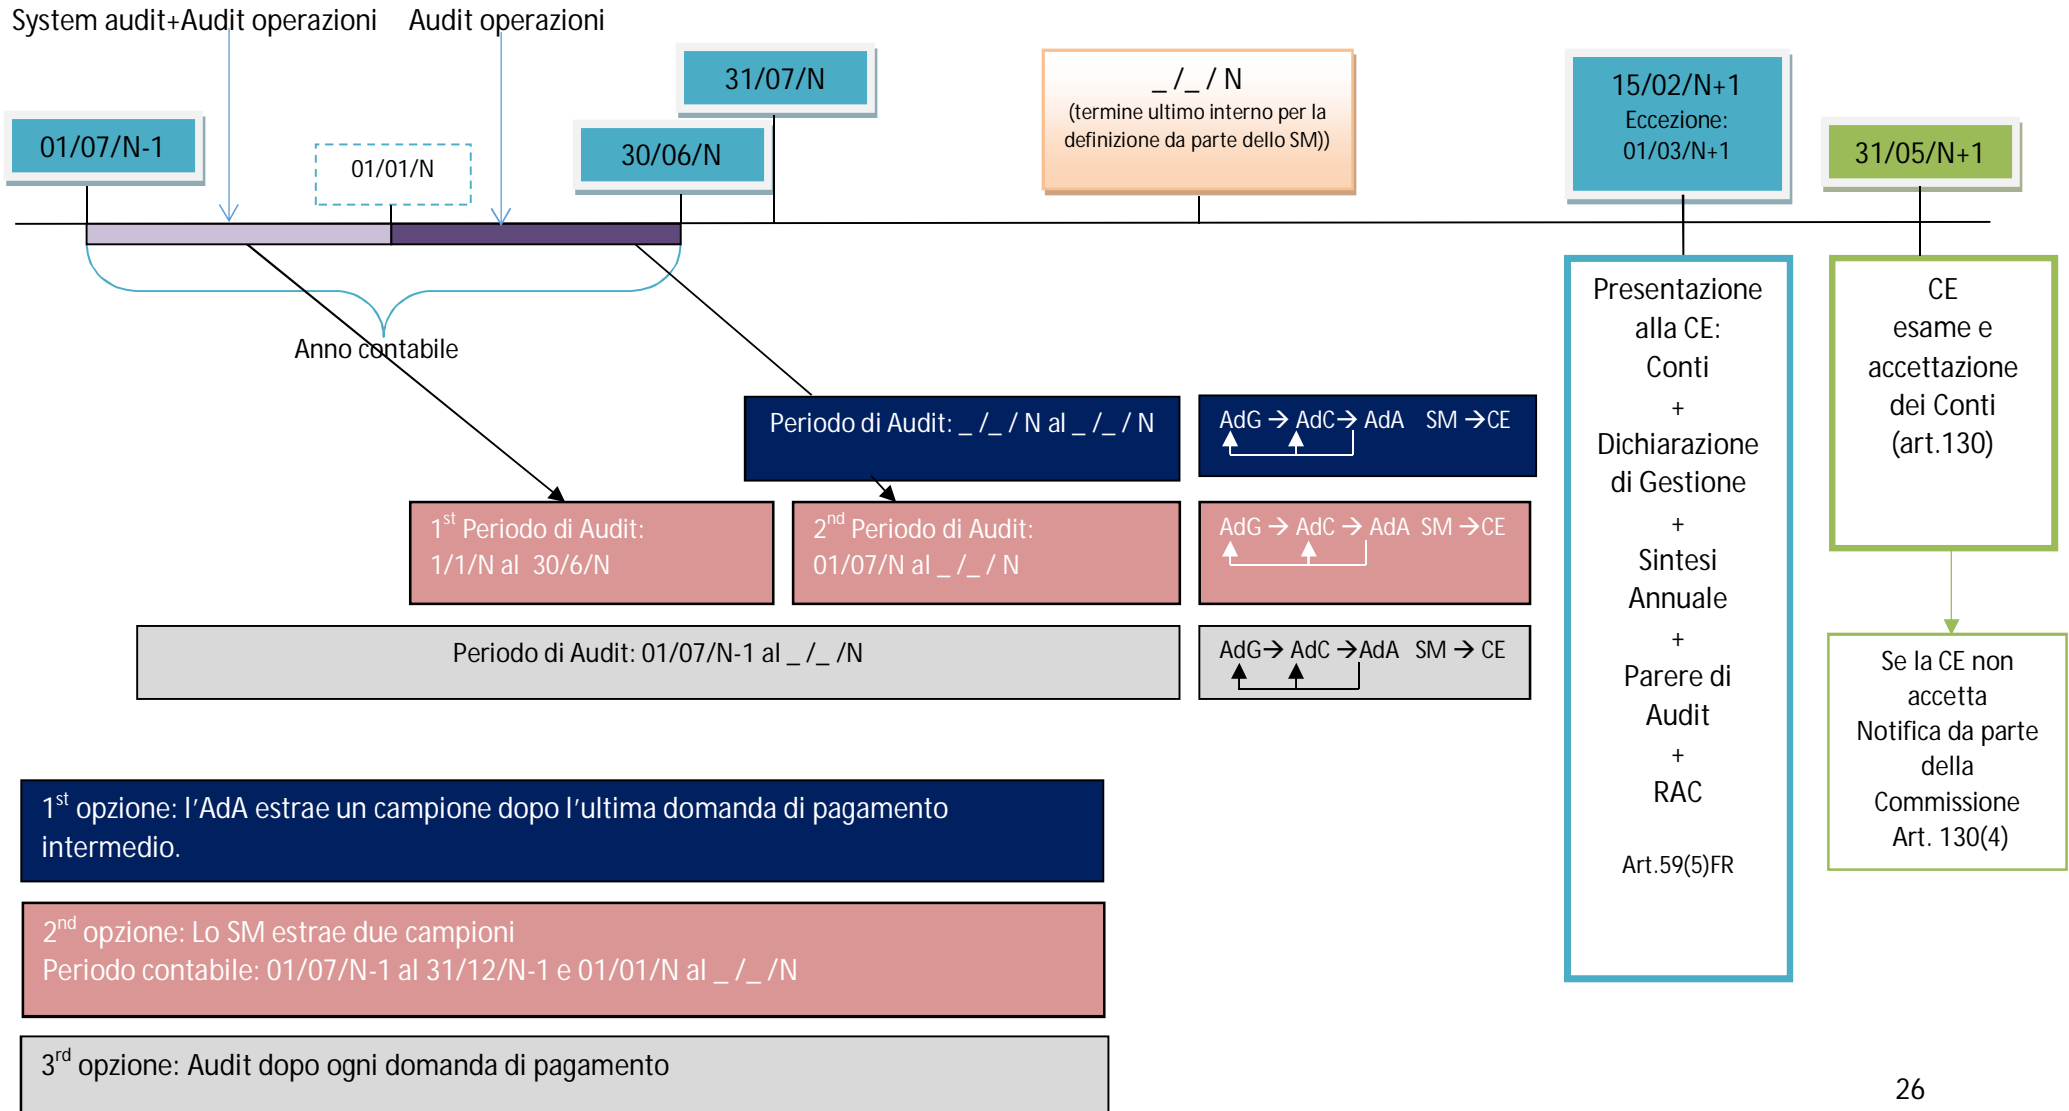 System audit+Audit operazioni
Audit operazioni
01/07/N-1
01/01/N
30/06/N
31/07/N
_ /_ / N
(termine ultimo interno per la
definizione da parte dello SM))
15/02/N+1
Eccezione:
01/03/N+1
31/05/N+1
Anno contabile
Periodo di Audit: _ /_ / N al _ /_ / N
AdG → AdC→ AdA SM →CE
1st Periodo di Audit:
1/1/N al 30/6/N
2nd Periodo di Audit:
01/07/N al _ /_ / N
AdG → AdC → AdA SM →CE
Periodo di Audit: 01/07/N-1 al _ /_ /N
AdG→ AdC →AdA SM → CE
Presentazione
alla CE:
Conti
+
Dichiarazione
di Gestione
+
Sintesi
Annuale
+
Parere di
Audit
+
RAC
Art.59(5)FR
CE
esame e
accettazione
dei Conti
(art.130)
Se la CE non
accetta
Notifica da parte
della
Commissione
Art. 130(4)
1st opzione: l’AdA estrae un campione dopo l’ultima domanda di pagamento
intermedio.
2nd opzione: Lo SM estrae due campioni
Periodo contabile: 01/07/N-1 al 31/12/N-1 e 01/01/N al _ /_ /N
3rd opzione: Audit dopo ogni domanda di pagamento
26